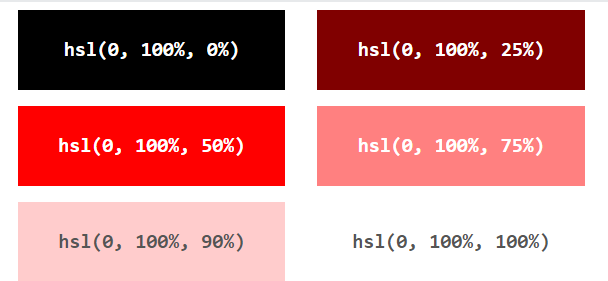 hsl(0, 100%, 0%)
hsl(0, 100%, 25%)
hsl(0, 100%, 50%)
hsl(0, 100%, 75%)
hsl(0, 100%, 90%)
hsl(0, 100%, 100%)